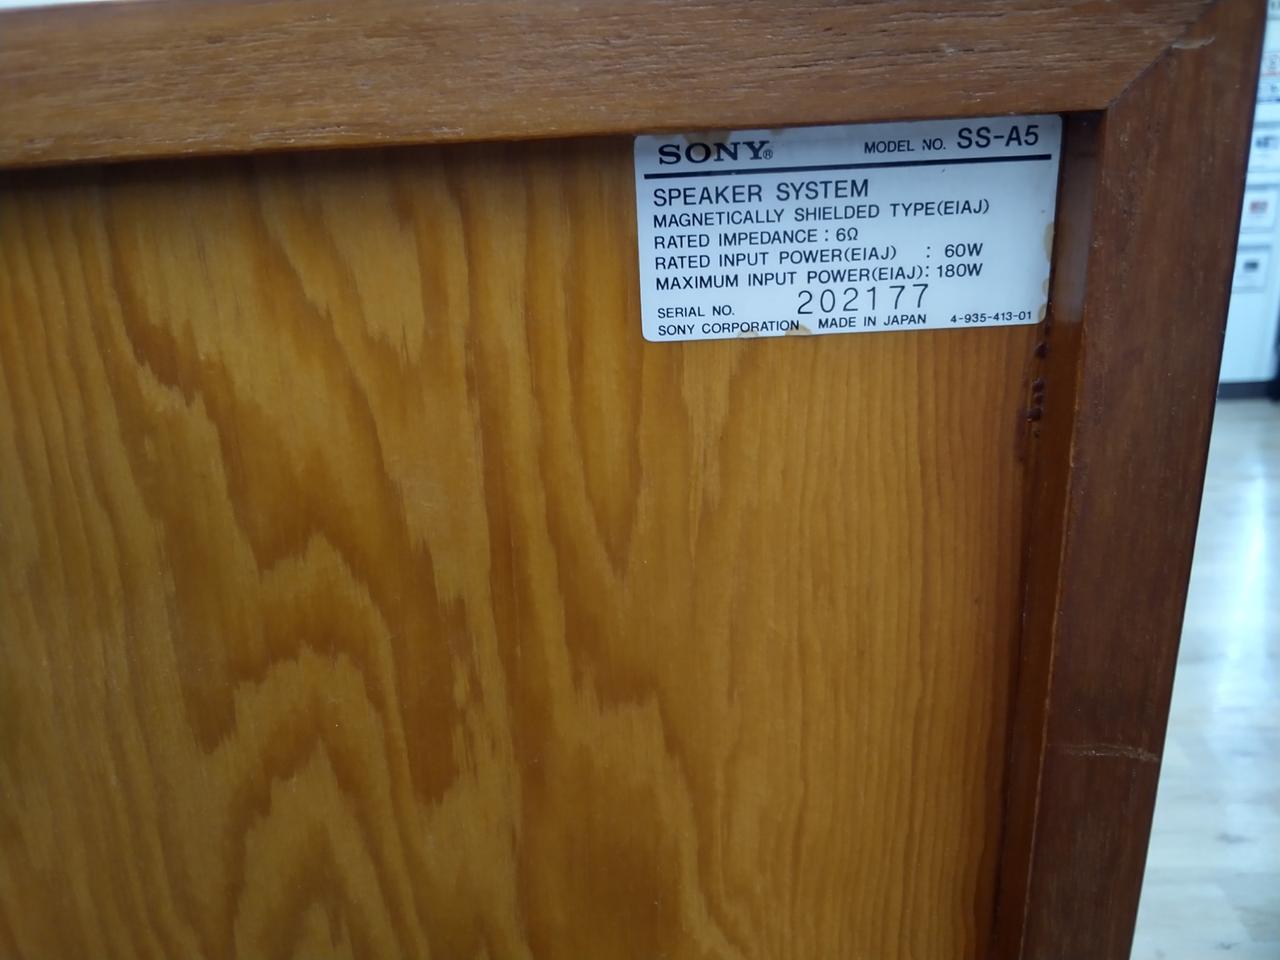 SONY® MODEL NO. SS-A5
SPEAKER SYSTEM
MAGNETICALLY SHIELDED TYPE(EIAJ)
RATED IMPEDANCE : 6Ω
RATED INPUT POWER(EIAJ) : 60W
MAXIMUM INPUT POWER(EIAJ): 180W
SERIAL NO. 202177
SONY CORPORATION MADE IN JAPAN 4-935-413-01